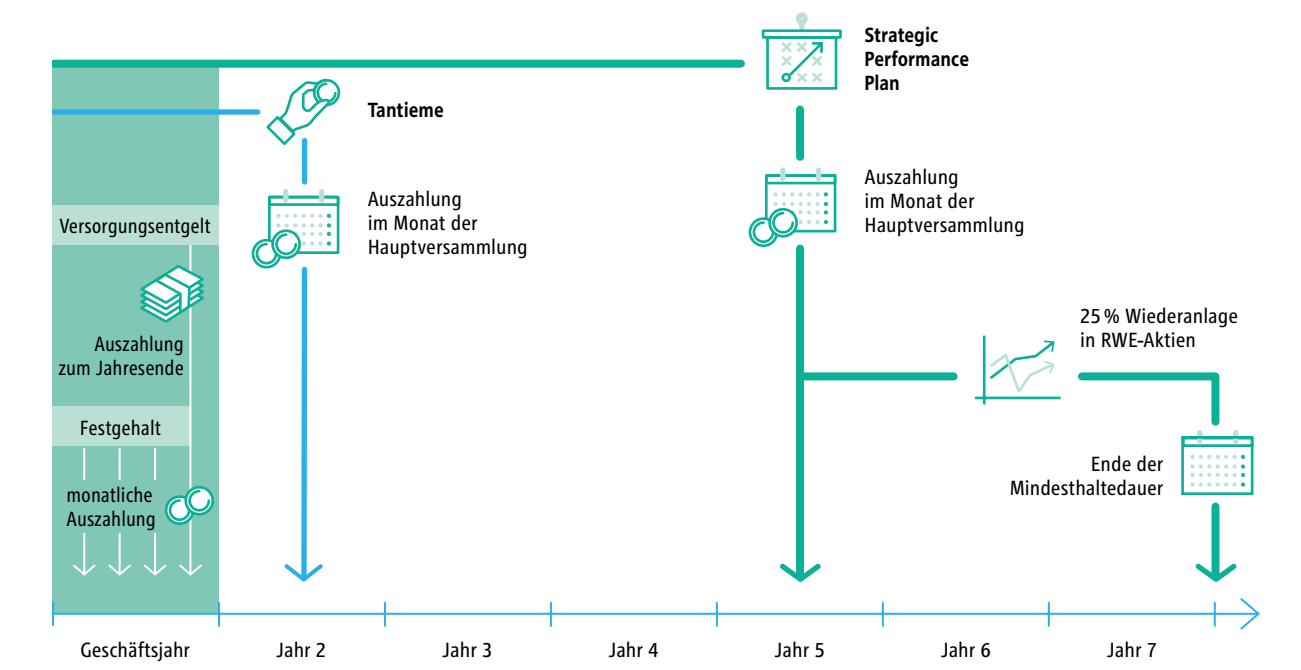 Strategic
Performance
Plan
Tantieme
Auszahlung
im Monat der
Hauptversammlung
Auszahlung
im Monat der
Hauptversammlung
Versorgungsentgelt
Auszahlung
zum Jahresende
25 % Wiederanlage
in RWE-Aktien
Festgehalt
monatliche
Auszahlung
Ende der
Mindesthaltedauer
Geschäftsjahr
Jahr 2
Jahr 3
Jahr 4
Jahr 5
Jahr 6
Jahr 7